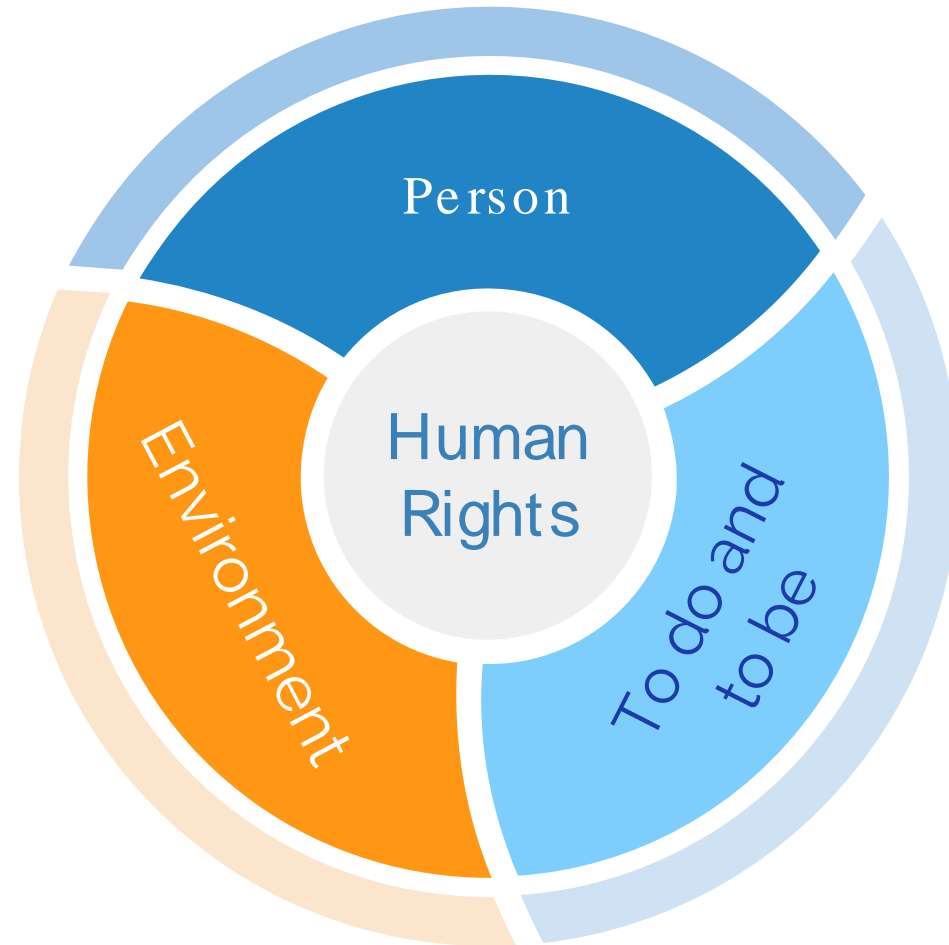 Person
Human
Rights
Environment
To do and
to be